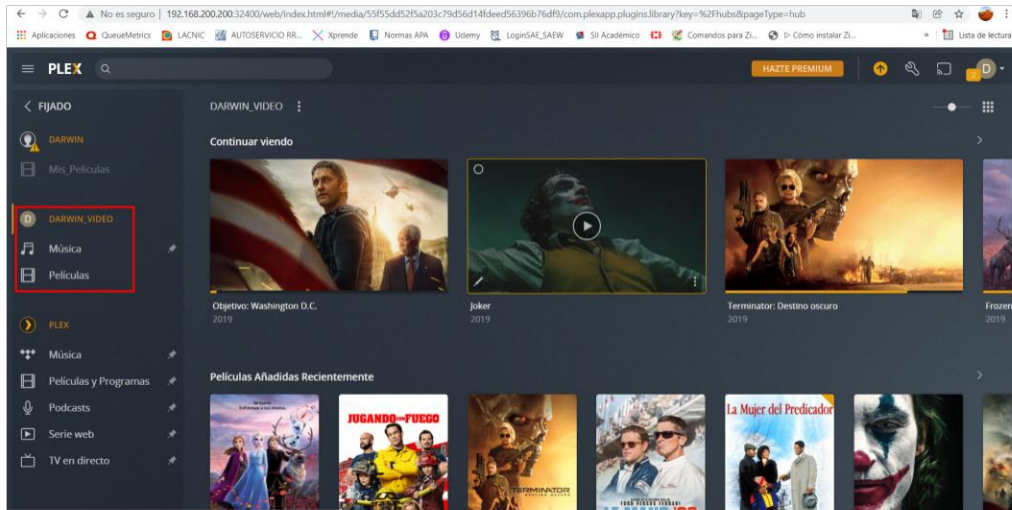 No es seguro | 192.168.200.200:32400/web/index.html#!/media/55f55dd52f5a203c79d56d14fdeed56396b76df9/com.plexapp.plugins.library?key=%2Fhubs&pageType=hub
Aplicaciones QueueMetrics LACNIC AUTOSERVICIO RR... Xprende Normas APA Udemy LoginSAE_SAEW SII Académico Comandos para Zi... ▷ Cómo instalar Zi... » Lista de lectura
PLEX HAZTE PREMIUM 2 D
FIJADO
DARWIN
Mis_Películas
D DARWIN_VIDEO
Música
Películas
PLEX
Música
Películas y Programas
Podcasts
Serie web
TV en directo
DARWIN_VIDEO
Continuar viendo
Objetivo: Washington D.C.
2019
Joker
2019
Terminator: Destino oscuro
2019
Frozen
2019
Películas Añadidas Recientemente
JUGANDO CON FUEGO
TERMINATOR
La Mujer del Predicador